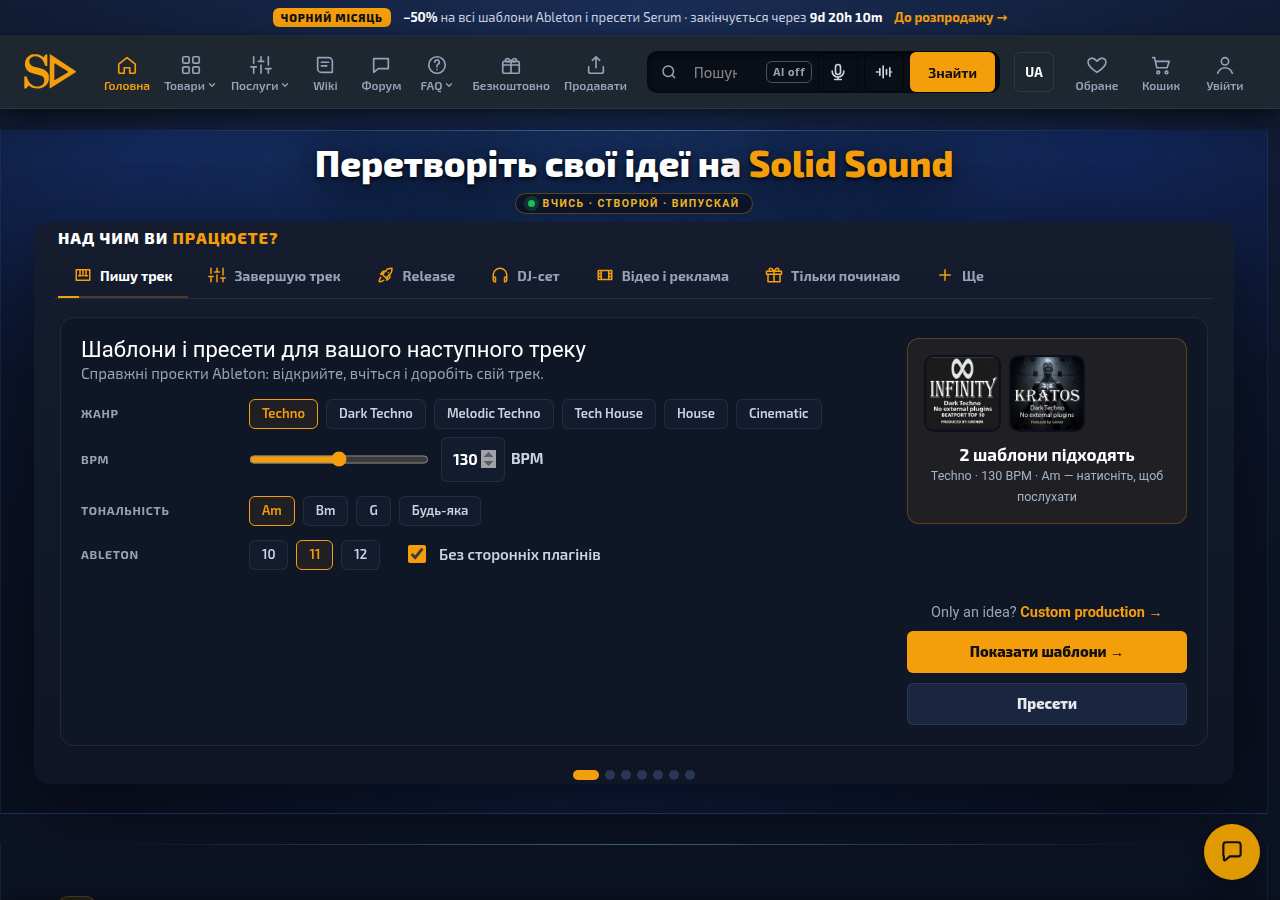 ЧОРНИЙ МІСЯЦЬ −50% на всі шаблони Ableton і пресети Serum · закінчується через 9d 20h 10m До розпродажу →
Головна Товари Послуги Wiki Форум FAQ Безкоштовно Продавати Пошук AI off Знайти UA Обране Кошик Увійти
Перетворіть свої ідеї на Solid Sound
ВЧИСЬ · СТВОРЮЙ · ВИПУСКАЙ
НАД ЧИМ ВИ ПРАЦЮЄТЕ?
Пишу трек Завершую трек Release DJ-сет Відео і реклама Тільки починаю Ще
Шаблони і пресети для вашого наступного треку
Справжні проєкти Ableton: відкрийте, вчіться і доробіть свій трек.
ЖАНР Techno Dark Techno Melodic Techno Tech House House Cinematic
BPM 130 BPM
ТОНАЛЬНІСТЬ Am Bm G Будь-яка
ABLETON 10 11 12 Без сторонніх плагінів
INFINITY
Dark Techno
No external plugins
BEATPORT TOP 10
KRATOS
Dark Techno
No external plugins
2 шаблони підходять
Techno · 130 BPM · Am — натисніть, щоб
послухати
Only an idea? Custom production →
Показати шаблони →
Пресети